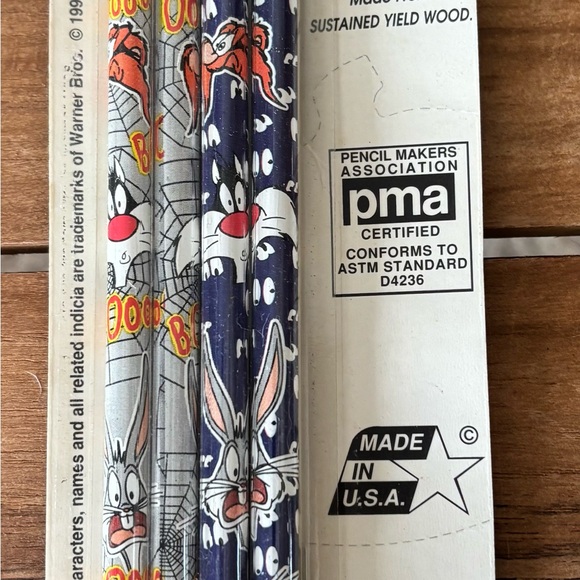 SUSTAINED YIELD WOOD.
PENCIL MAKERS
ASSOCIATION
pma
CERTIFIED
CONFORMS TO
ASTM STANDARD
D4236
©
MADE
IN
U.S.A.
names and all related indicia are trademarks of Warner Bros. © 199